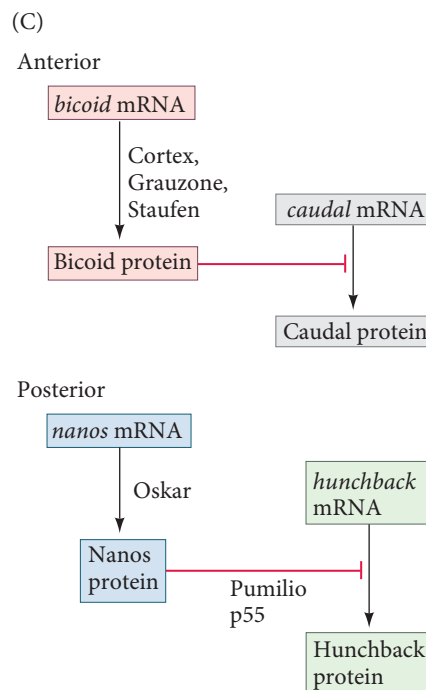 (C)
Anterior
bicoid mRNA
Cortex,
Grauzone,
Staufen
caudal mRNA
Bicoid protein
Caudal protein
Posterior
nanos mRNA
Oskar
hunchback
mRNA
Nanos
protein
Pumilio
p55
Hunchback
protein